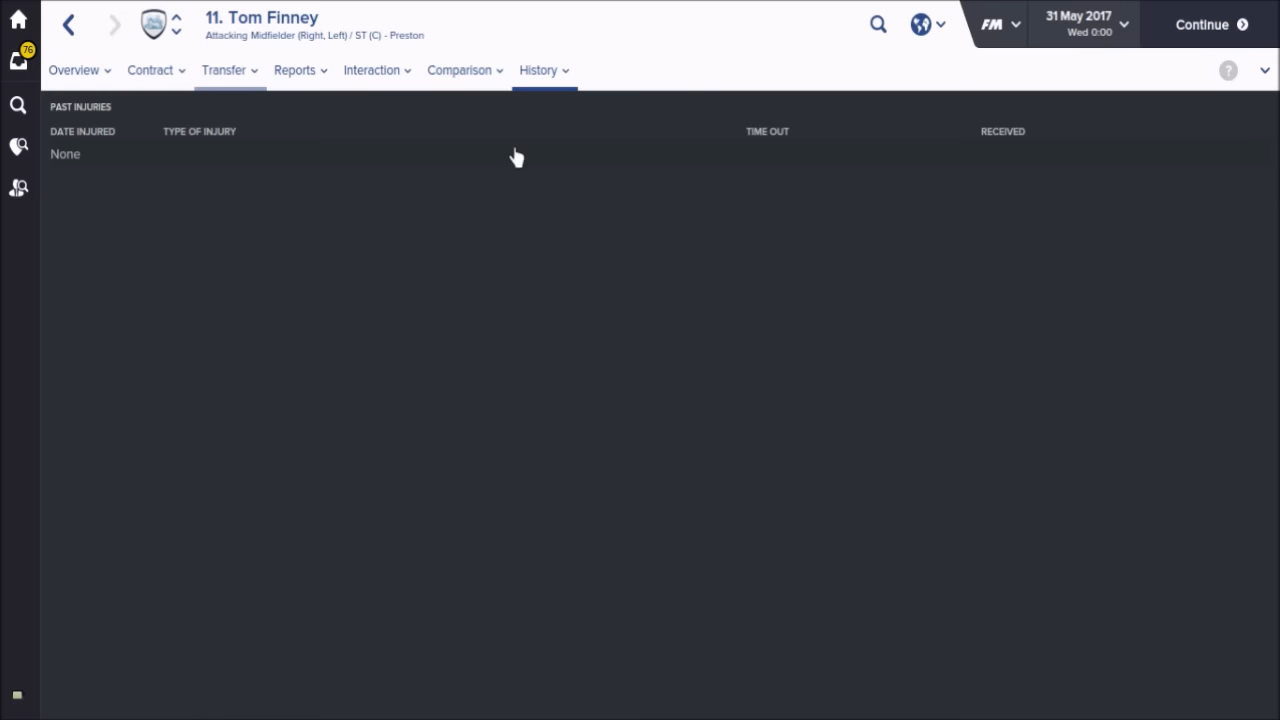 11. Tom Finney
Attacking Midfielder (Right, Left) / ST (C) - Preston
FM
31 May 2017
Wed 0:00
Continue
76
Overview
Contract
Transfer
Reports
Interaction
Comparison
History
?
PAST INJURIES
DATE INJURED TYPE OF INJURY TIME OUT RECEIVED
None